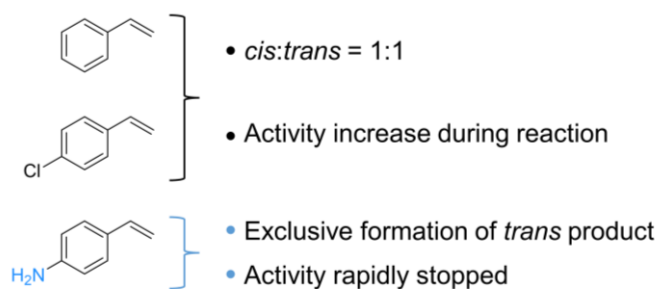 • cis:trans = 1:1
Cl
• Activity increase during reaction
• Exclusive formation of trans product
H₂N
• Activity rapidly stopped